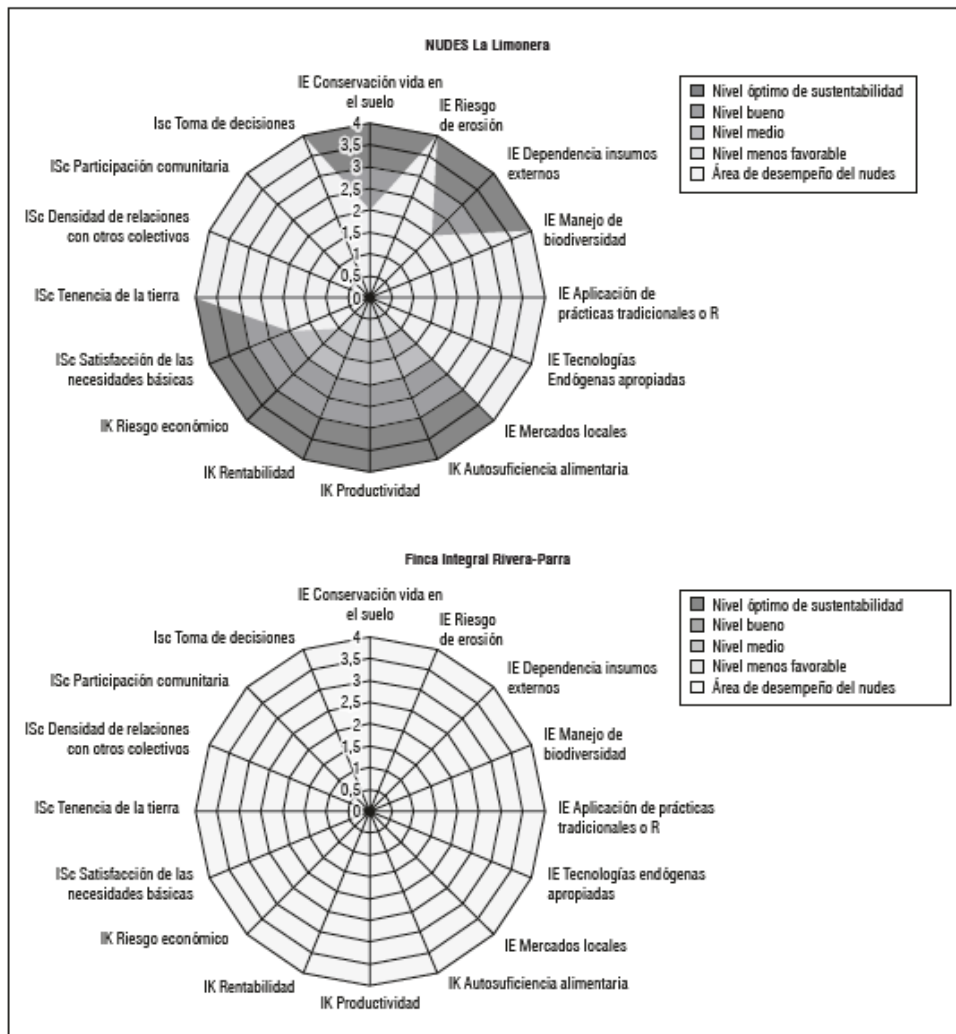 NUDES La Limonera
IE Conservación vida en
el suelo
IE Riesgo
de erosión
IE Dependencia insumos
externos
IE Manejo de
biodiversidad
IE Aplicación de
prácticas tradicionales o R
IE Tecnologías
Endógenas apropiadas
IE Mercados locales
IK Autosuficiencia alimentaria
IK Productividad
IK Rentabilidad
IK Riesgo económico
ISc Satisfacción de las
necesidades básicas
ISc Tenencia de la tierra
ISc Densidad de relaciones
con otros colectivos
ISc Participación comunitaria
Isc Toma de decisiones
4
3,5
3
2,5
2
1,5
1
0,5
0
Nivel óptimo de sustentabilidad
Nivel bueno
Nivel medio
Nivel menos favorable
Área de desempeño del nudes
Finca Integral Rivera-Parra
IE Conservación vida en
el suelo
IE Riesgo
de erosión
IE Dependencia insumos
externos
IE Manejo de
biodiversidad
IE Aplicación de prácticas
tradicionales o R
IE Tecnologías endógenas
apropiadas
IE Mercados locales
IK Autosuficiencia alimentaria
IK Productividad
IK Rentabilidad
IK Riesgo económico
ISc Satisfacción de las
necesidades básicas
ISc Tenencia de la tierra
ISc Densidad de relaciones
con otros colectivos
ISc Participación comunitaria
Isc Toma de decisiones
4
3,5
3
2,5
2
1,5
1
0,5
0
Nivel óptimo de sustentabilidad
Nivel bueno
Nivel medio
Nivel menos favorable
Área de desempeño del nudes